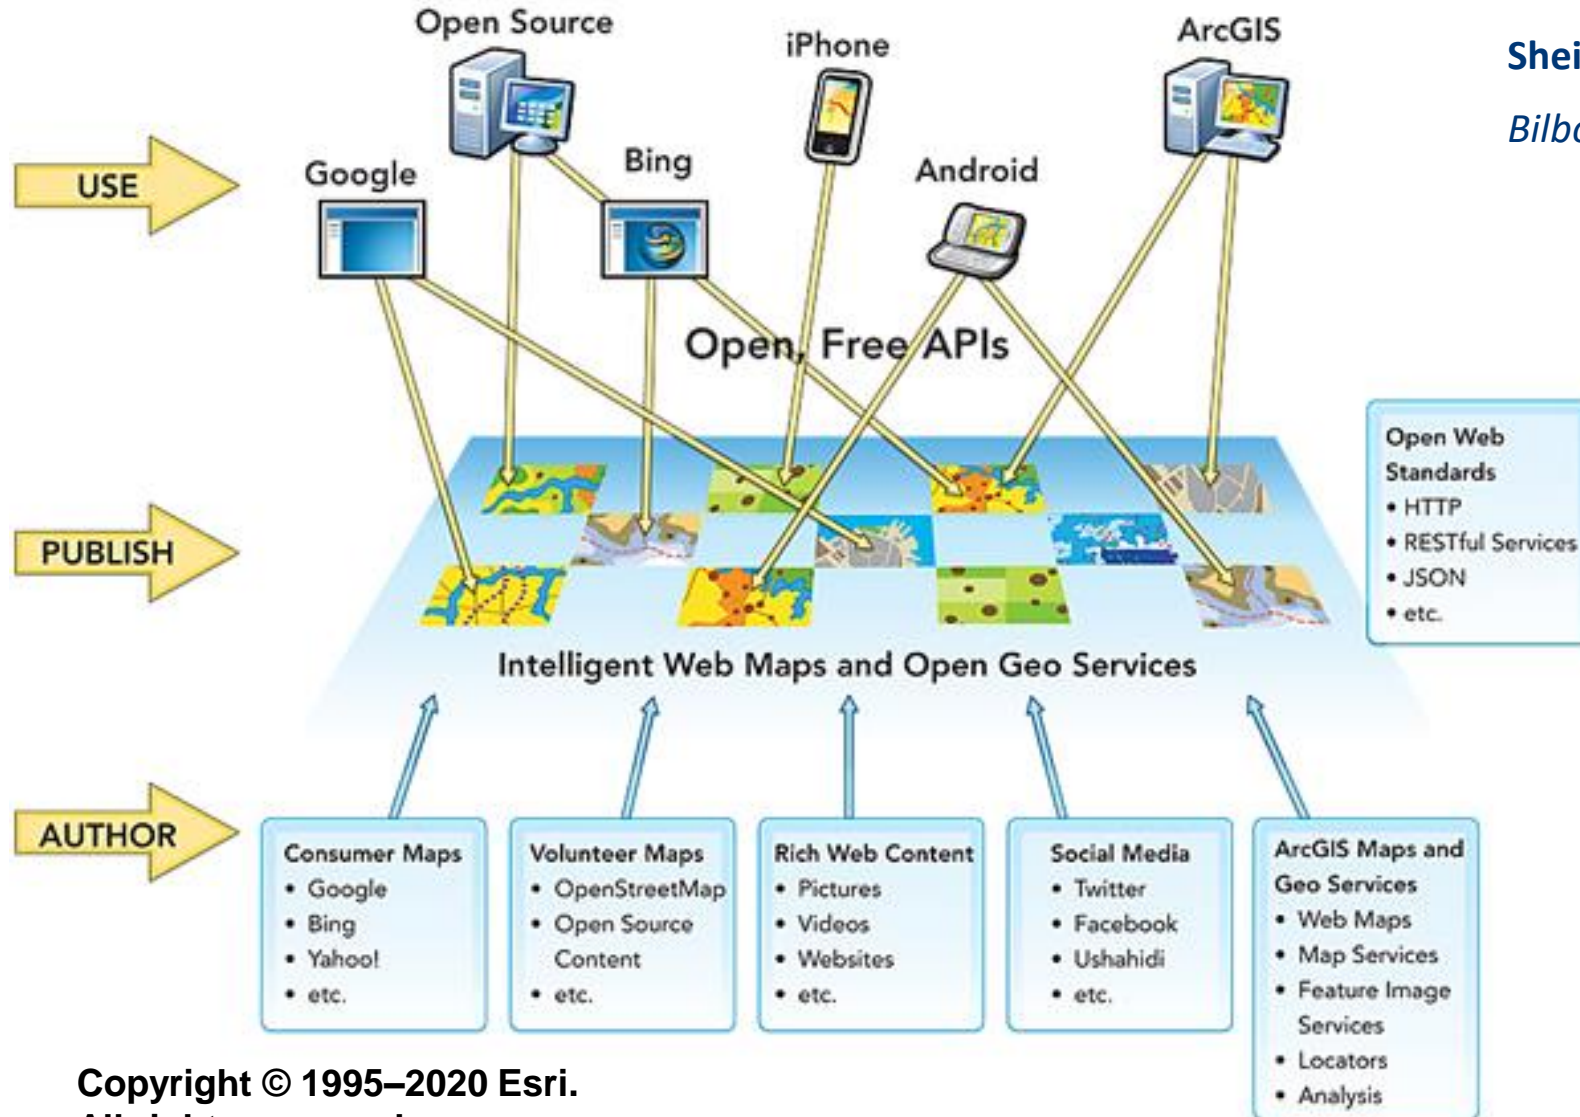 Open Source
iPhone
ArcGIS
USE
Google
Bing
Android
Open, Free APIs
Open Web
Standards
• HTTP
• RESTful Services
• JSON
• etc.
PUBLISH
Intelligent Web Maps and Open Geo Services
AUTHOR
Consumer Maps
• Google
• Bing
• Yahoo!
• etc.
Volunteer Maps
• OpenStreetMap
• Open Source
Content
• etc.
Rich Web Content
• Pictures
• Videos
• Websites
• etc.
Social Media
• Twitter
• Facebook
• Ushahidi
• etc.
ArcGIS Maps and
Geo Services
• Web Maps
• Map Services
• Feature Image
Services
• Locators
• Analysis
Copyright © 1995–2020 Esri.